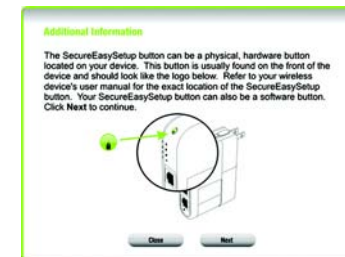 Additional Information
The SecureEasySetup button can be a physical, hardware button
located on your device. This button is usually found on the front of the
device and should look like the logo below. Refer to your wireless
device's user manual for the exact location of the SecureEasySetup
button. Your SecureEasySetup button can also be a software button.
Click Next to continue.
Close
Next